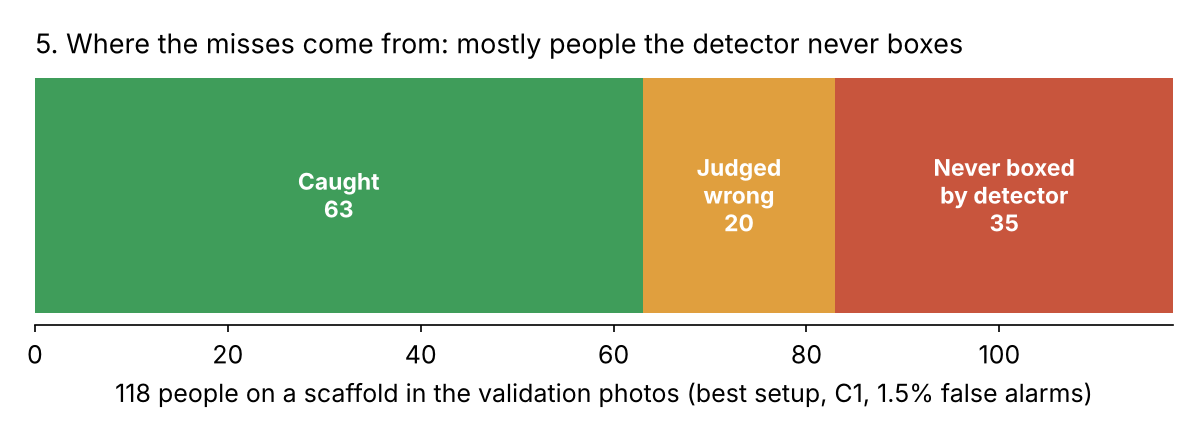 5. Where the misses come from: mostly people the detector never boxes
Caught
63
Judged
wrong
20
Never boxed
by detector
35
0 20 40 60 80 100
118 people on a scaffold in the validation photos (best setup, C1, 1.5% false alarms)